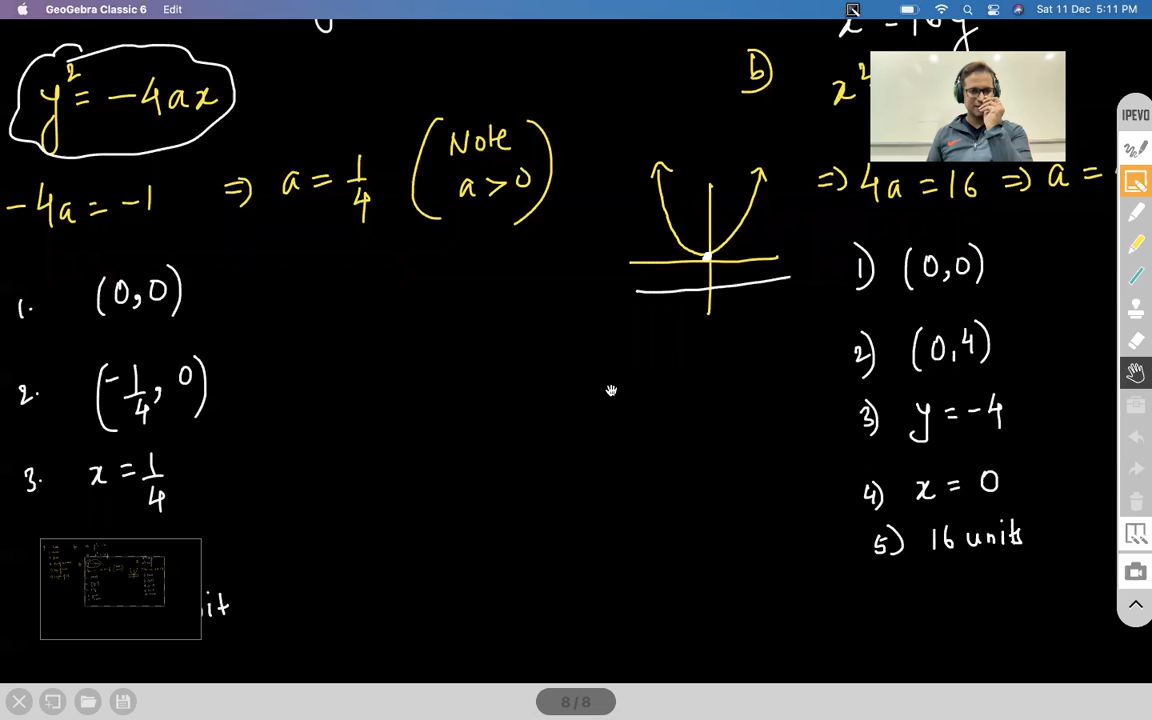 GeoGebra Classic 6 Edit Sat 11 Dec 5:11 PM
y² = -4ax
-4a = -1 => a = 1/4 (Note a > 0)
1. (0,0)
2. (-1/4, 0)
3. x = 1/4
it
b)
x²
=> 4a = 16 => a =
1) (0,0)
2) (0,4)
3) y = -4
4) x = 0
5) 16 units
IPEVO
8 / 8